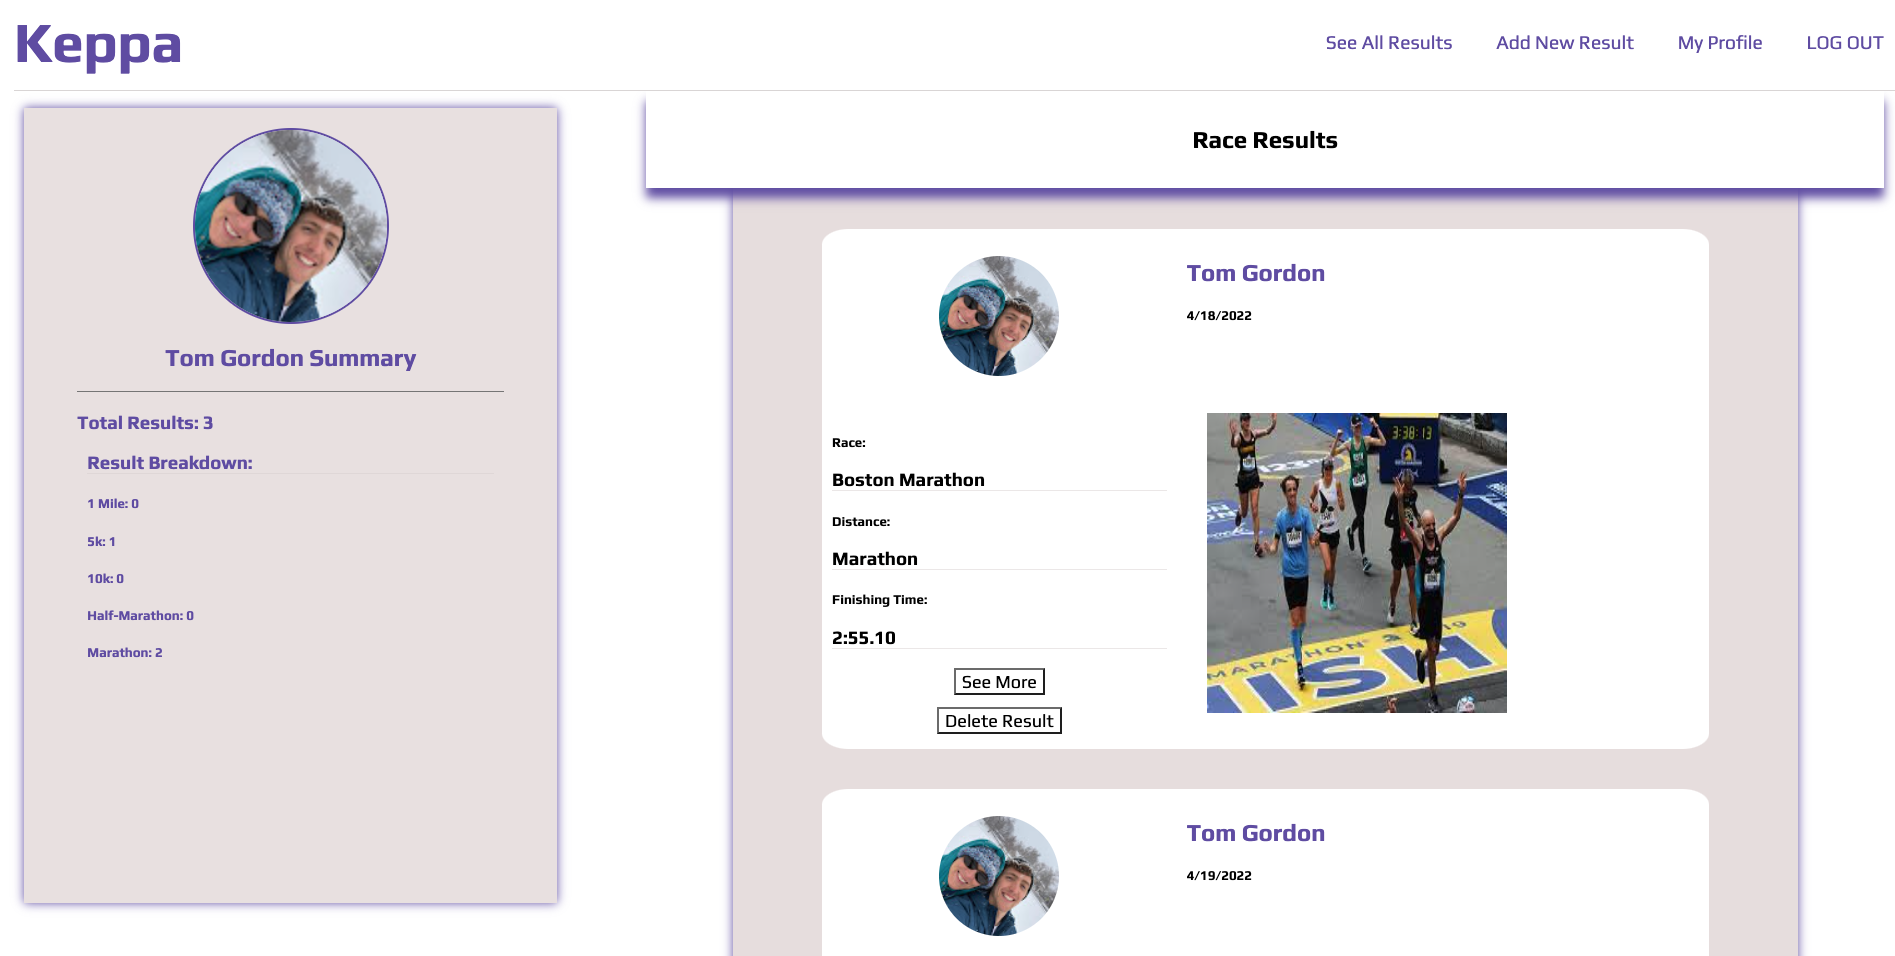 Keppa
See All Results
Add New Result
My Profile
LOG OUT
Tom Gordon Summary
Total Results: 3
Result Breakdown:
1 Mile: 0
5k: 1
10k: 0
Half-Marathon: 0
Marathon: 2
Race Results
Tom Gordon
4/18/2022
Race:
Boston Marathon
Distance:
Marathon
Finishing Time:
2:55.10
See More
Delete Result
3:38:13
123
MARATHON
19
ISH
Tom Gordon
4/19/2022